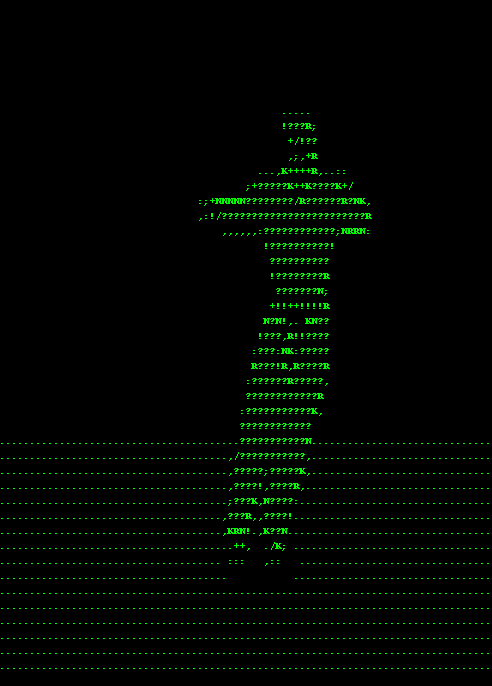 .....
!???R;
+/!??
,;,+R
...,K++++R,..::
;+?????K++K????K+/
:;+NNNNN????????/R??????R?NK,
,:!/????????????????????????R
,,,,,,:????????????;NRRN:
!??????????!
??????????
!?????????R
???????N;
+!!++!!!!R
N?N!,. KN??
!???,R!!????
:???:NK:?????
R???!R,R????R
:??????R?????,
????????????R
:???????????K,
????????????
........................................???????????N..............................
......................................,/???????????,..............................
......................................,?????;?????K,..............................
......................................,????!,????R,...............................
......................................;???K,N????:................................
.....................................,???R,,????!.................................
.....................................,KRN!.,K??N..................................
.......................................++,  ./K; .................................
...................................... :::   ,::   ................................
......................................           .................................
..................................................................................
..................................................................................
..................................................................................
..................................................................................
..................................................................................
..................................................................................